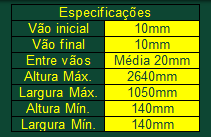 Especificações
Vão inicial 10mm
Vão final 10mm
Entre vãos Média 20mm
Altura Máx. 2640mm
Largura Máx. 1050mm
Altura Mín. 140mm
Largura Mín. 140mm